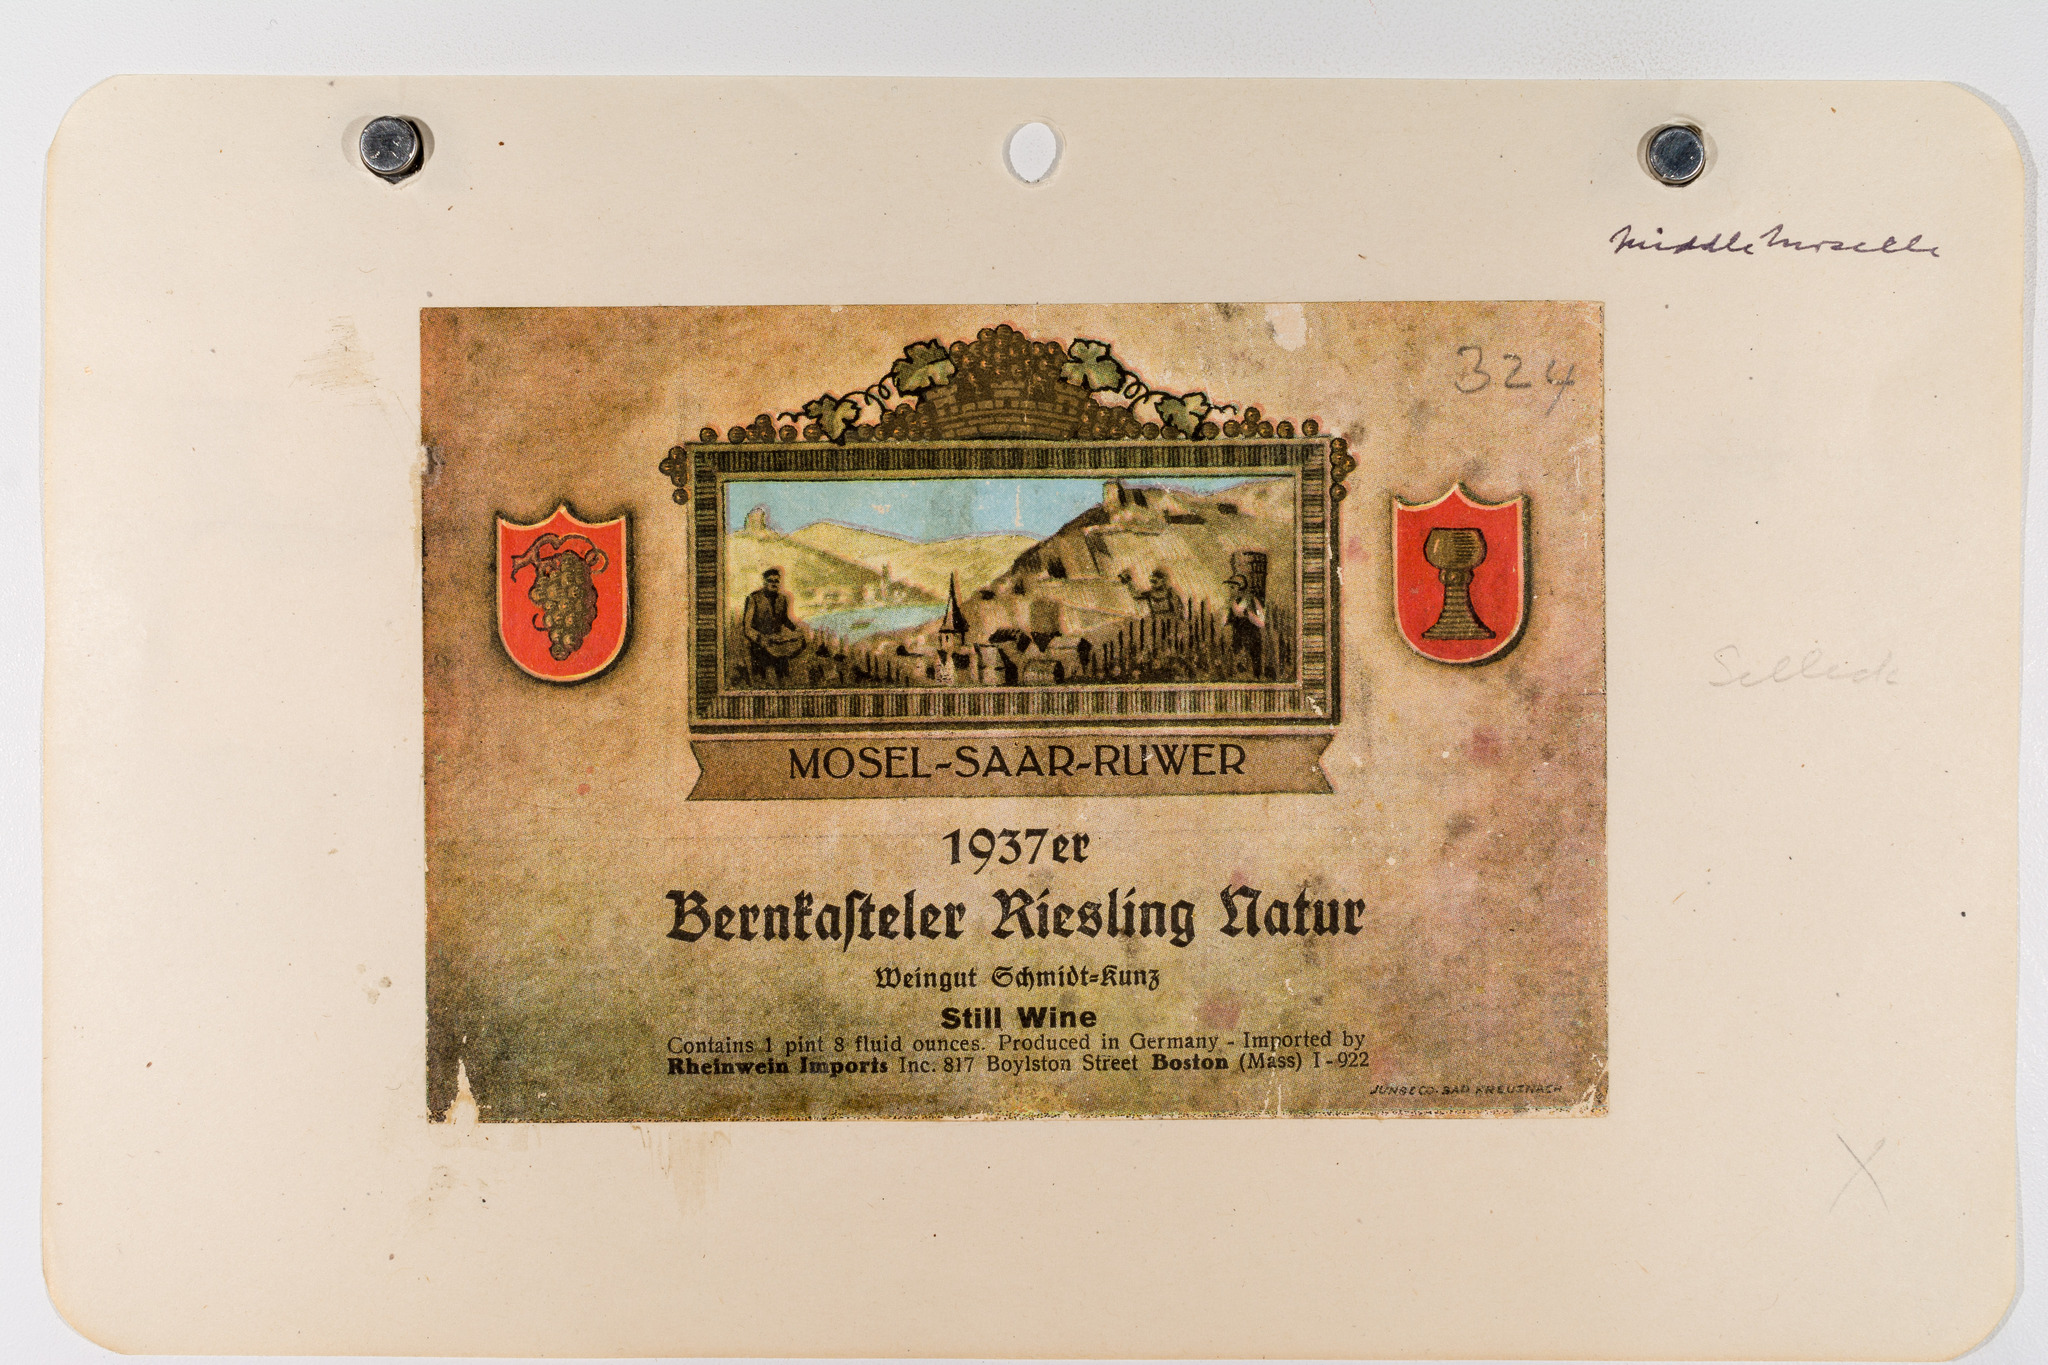 Middle Moselle
324
MOSEL-SAAR-RUWER
1937er
Bernkaſteler Riesling Natur
Weingut Schmidt-Kunz
Still Wine
Contains 1 pint 8 fluid ounces. Produced in Germany - Imported by
Rheinwein Imports Inc. 817 Boylston Street Boston (Mass) I-922
JUNG & CO. BAD KREUZNACH
Sellick
X